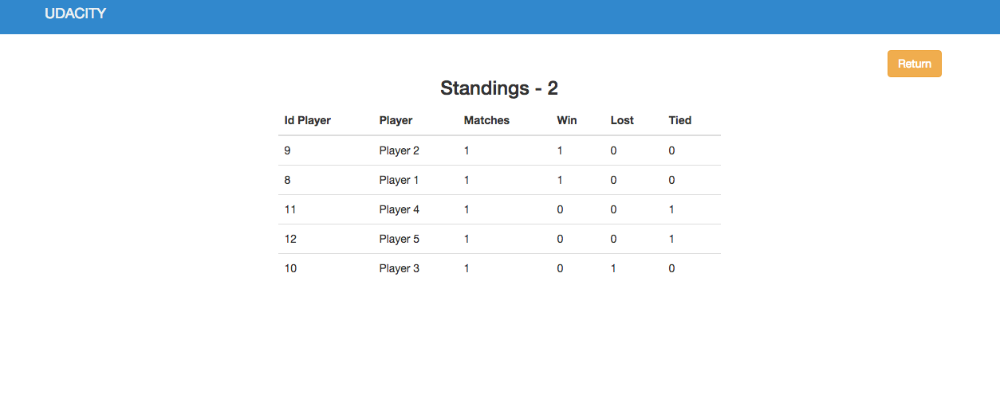 UDACITY
Return
Standings - 2
Id Player Player Matches Win Lost Tied
9 Player 2 1 1 0 0
8 Player 1 1 1 0 0
11 Player 4 1 0 0 1
12 Player 5 1 0 0 1
10 Player 3 1 0 1 0